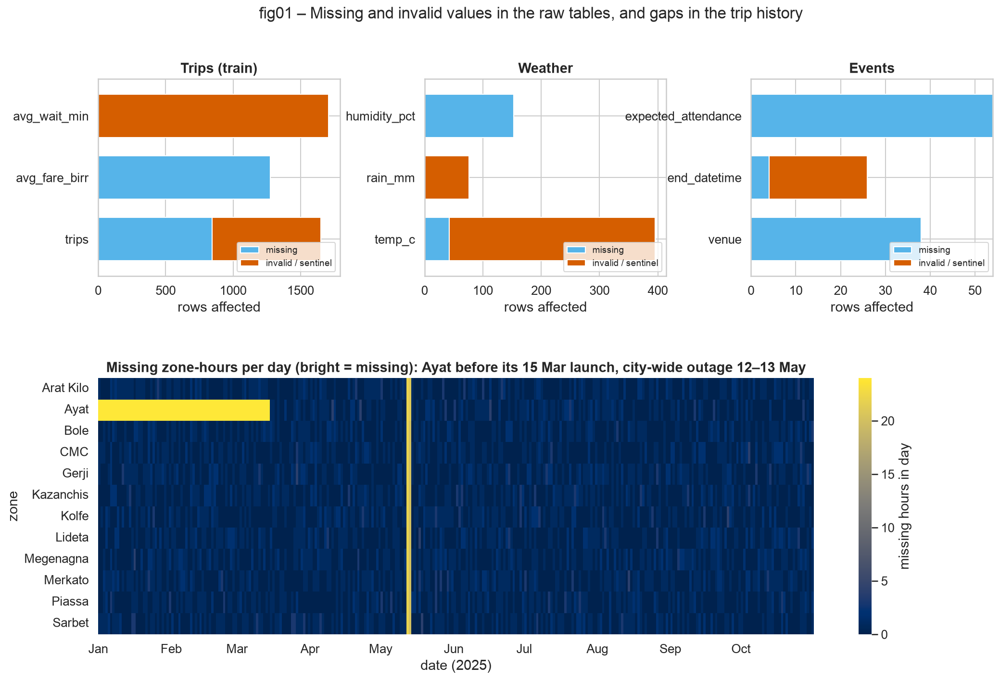 fig01 – Missing and invalid values in the raw tables, and gaps in the trip history
Trips (train)
avg_wait_min
avg_fare_birr
trips
missing
invalid / sentinel
0 500 1000 1500
rows affected
Weather
humidity_pct
rain_mm
temp_c
missing
invalid / sentinel
0 100 200 300 400
rows affected
Events
expected_attendance
end_datetime
venue
missing
invalid / sentinel
0 10 20 30 40 50
rows affected
Missing zone-hours per day (bright = missing): Ayat before its 15 Mar launch, city-wide outage 12–13 May
zone
Arat Kilo
Ayat
Bole
CMC
Gerji
Kazanchis
Kolfe
Lideta
Megenagna
Merkato
Piassa
Sarbet
Jan Feb Mar Apr May Jun Jul Aug Sep Oct
date (2025)
20
15
10
5
0
missing hours in day